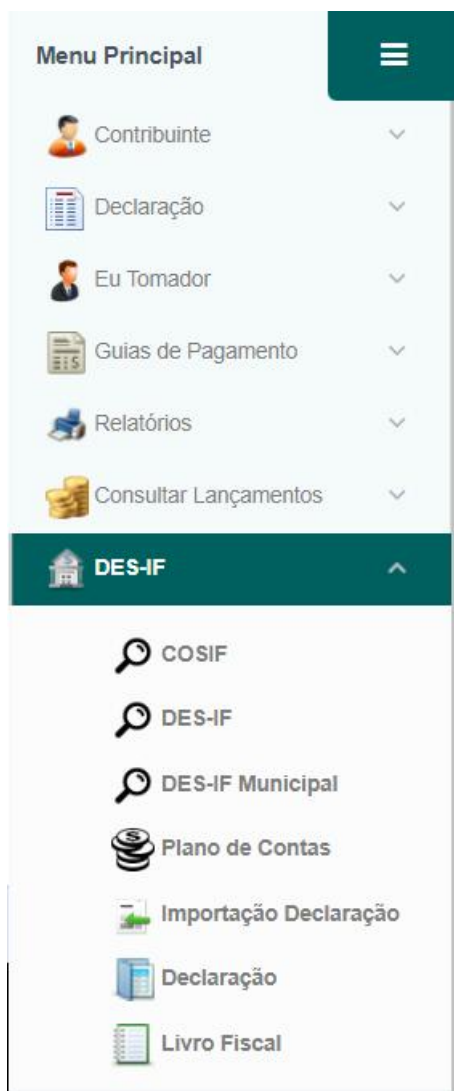 Menu Principal
Contribuinte
Declaração
Eu Tomador
Guias de Pagamento
Relatórios
Consultar Lançamentos
DES-IF
COSIF
DES-IF
DES-IF Municipal
Plano de Contas
Importação Declaração
Declaração
Livro Fiscal